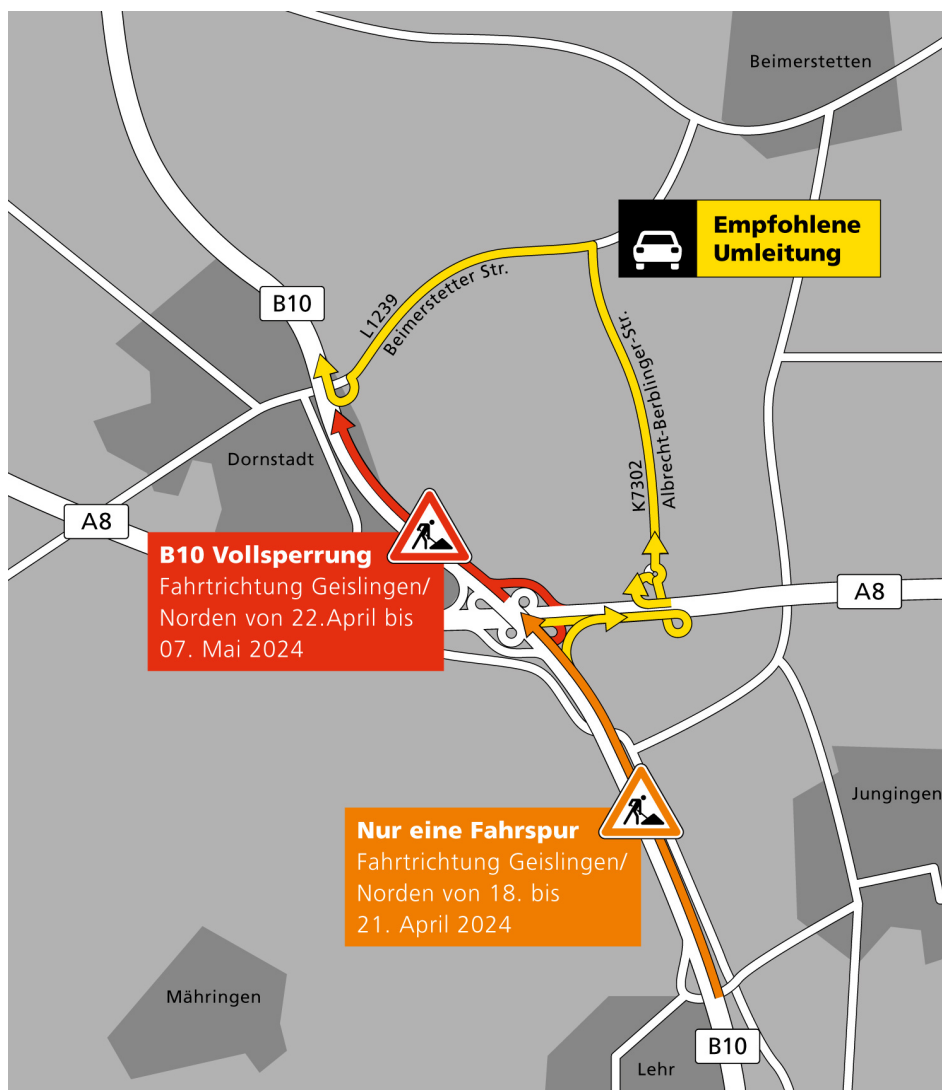 Beimerstetten
Empfohlene
Umleitung
B10
L1239
Beimerstetter Str.
K7302
Albrecht-Berblinger-Str.
Dornstadt
A8
B10 Vollsperrung
Fahrtrichtung Geislingen/
Norden von 22.April bis
07. Mai 2024
A8
Jungingen
Nur eine Fahrspur
Fahrtrichtung Geislingen/
Norden von 18. bis
21. April 2024
Mähringen
B10
Lehr